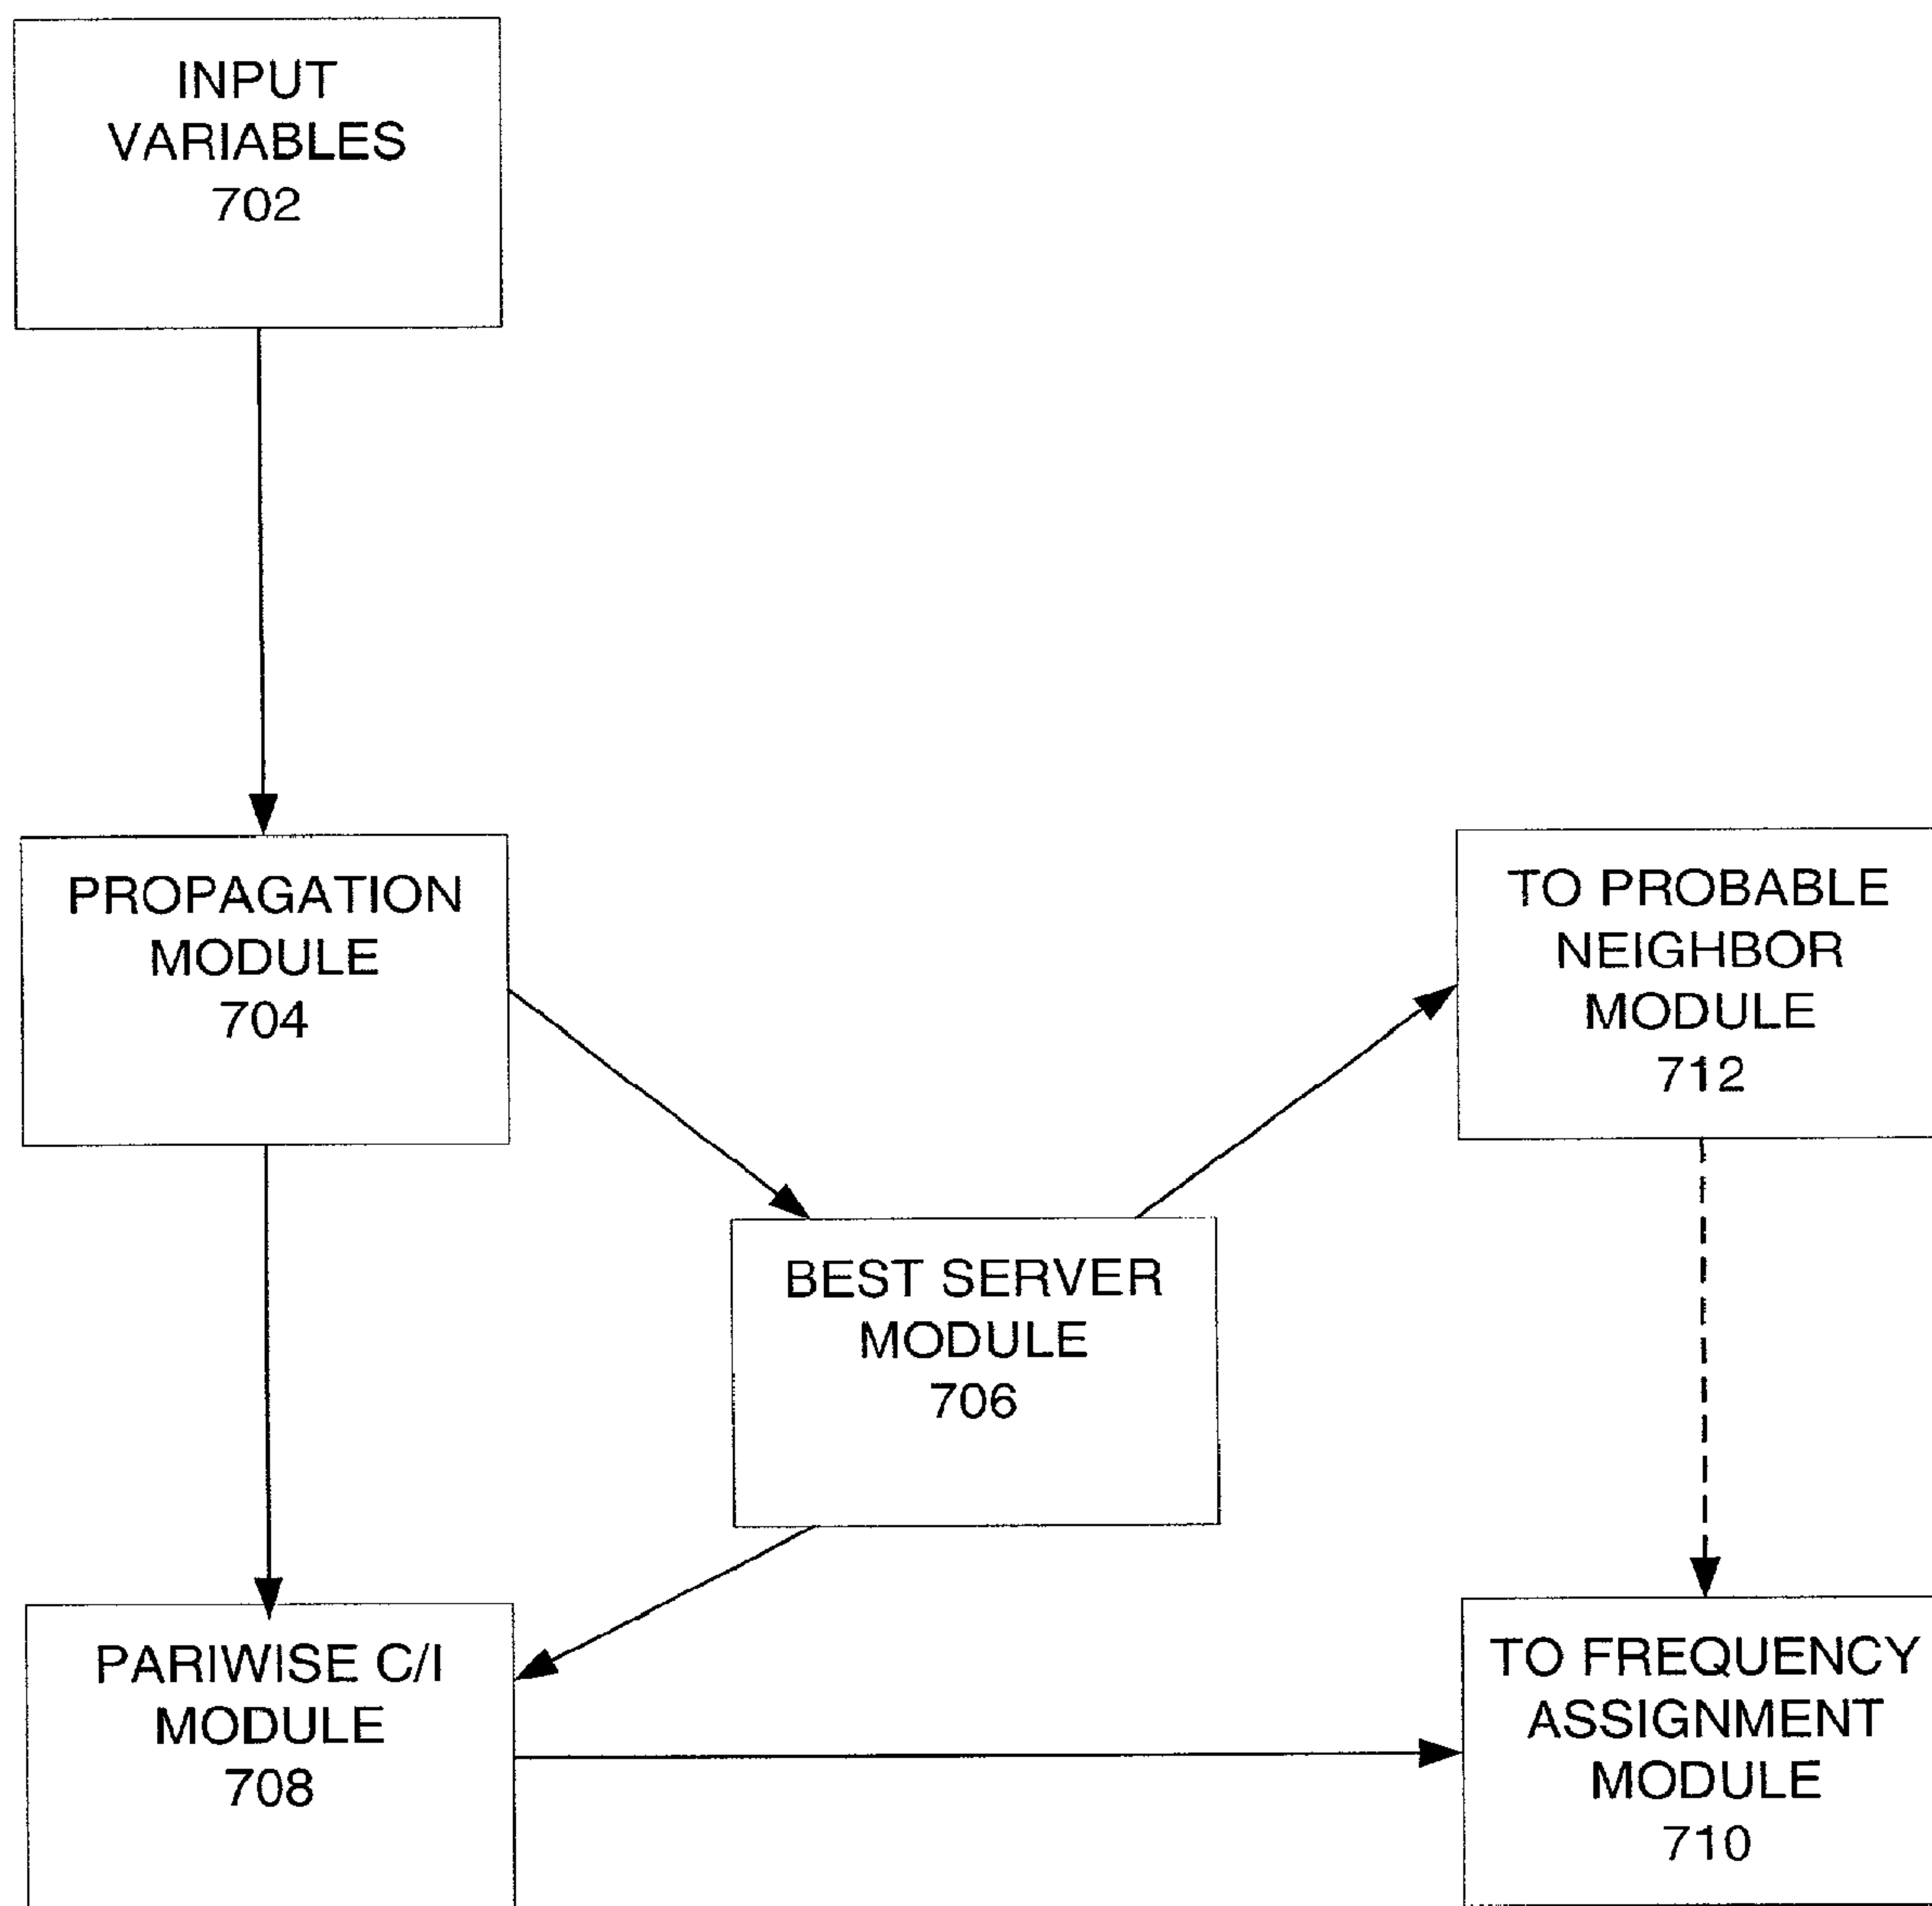 INPUT
VARIABLES
702
PROPAGATION
MODULE
704
TO PROBABLE
NEIGHBOR
MODULE
712
BEST SERVER
MODULE
706
PARIWISE C/I
MODULE
708
TO FREQUENCY
ASSIGNMENT
MODULE
710